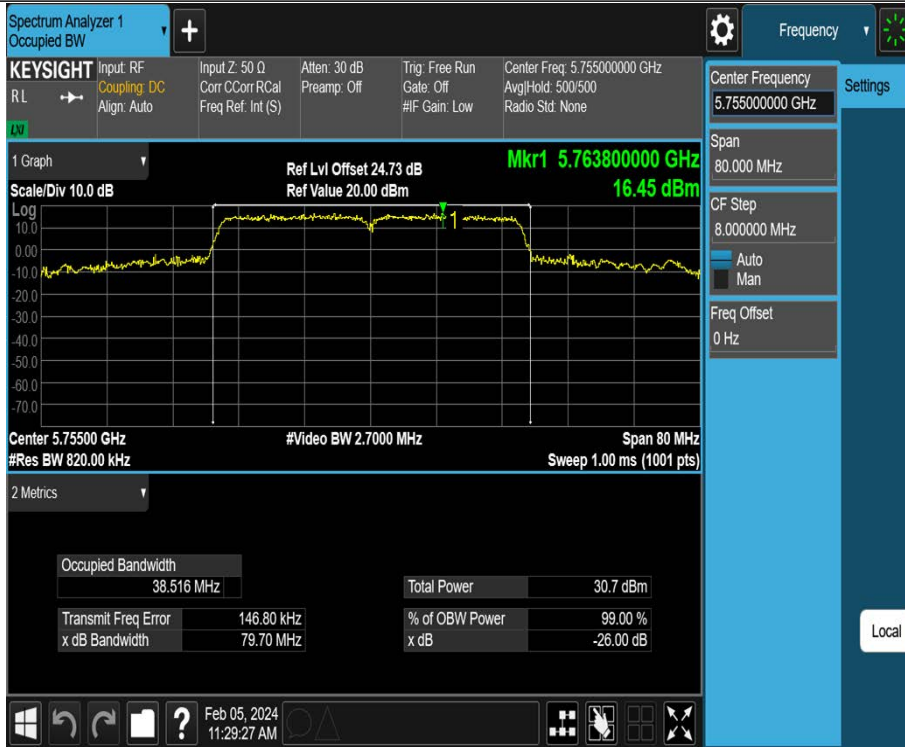 Spectrum Analyzer 1
Occupied BW
+
Frequency
KEYSIGHT
RL
LXI
Input: RF
Coupling: DC
Align: Auto
Input Z: 50 Ω
Corr CCorr RCal
Freq Ref: Int (S)
Atten: 30 dB
Preamp: Off
Trig: Free Run
Gate: Off
#IF Gain: Low
Center Freq: 5.755000000 GHz
Avg|Hold: 500/500
Radio Std: None
Center Frequency
5.755000000 GHz
Settings
Span
80.000 MHz
CF Step
8.000000 MHz
Auto
Man
Freq Offset
0 Hz
1 Graph
Ref Lvl Offset 24.73 dB
Mkr1 5.763800000 GHz
Scale/Div 10.0 dB
Ref Value 20.00 dBm
16.45 dBm
Log
10.0
0.00
-10.0
-20.0
-30.0
-40.0
-50.0
-60.0
-70.0
1
Center 5.75500 GHz
#Video BW 2.7000 MHz
Span 80 MHz
#Res BW 820.00 kHz
Sweep 1.00 ms (1001 pts)
2 Metrics
Occupied Bandwidth
38.516 MHz
Total Power
30.7 dBm
Transmit Freq Error
146.80 kHz
% of OBW Power
99.00 %
x dB Bandwidth
79.70 MHz
x dB
-26.00 dB
Local
?
Feb 05, 2024
11:29:27 AM